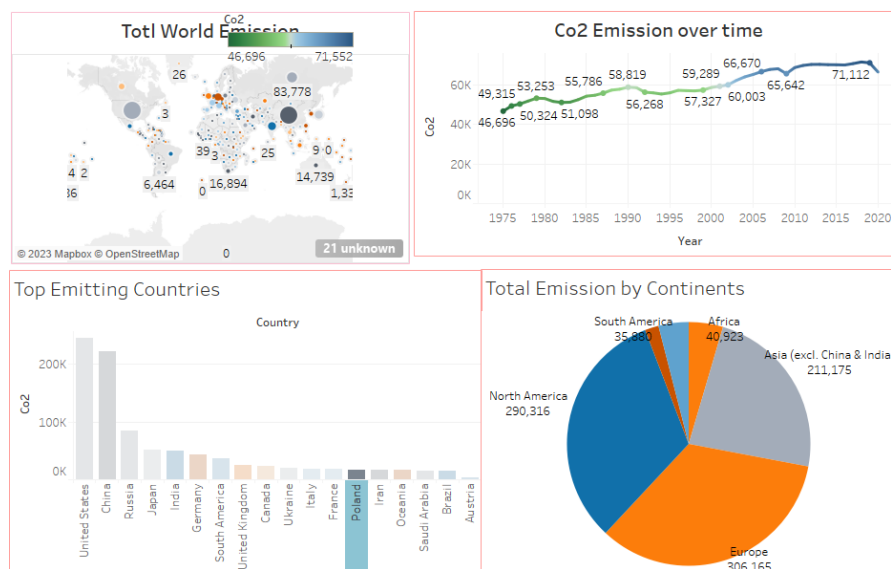 Totl World Emission
Co2
46,696 71,552
26
83,778
3
39 3
25
9 0
4 2
6,464
0
16,894
14,739
1,33
36
0
© 2023 Mapbox © OpenStreetMap
21 unknown
Co2 Emission over time
Co2
60K
40K
20K
0K
49,315
46,696
53,253
50,324
51,098
55,786
58,819
56,268
59,289
57,327
60,003
66,670
65,642
71,112
1975 1980 1985 1990 1995 2000 2005 2010 2015 2020
Year
Top Emitting Countries
Country
Co2
200K
100K
0K
United States
China
Russia
Japan
India
Germany
South America
United Kingdom
Canada
Ukraine
Italy
France
Poland
Iran
Oceania
Saudi Arabia
Brazil
Austria
Total Emission by Continents
South America
35,880
Africa
40,923
Asia (excl. China & India
211,175
North America
290,316
Europe
306,165